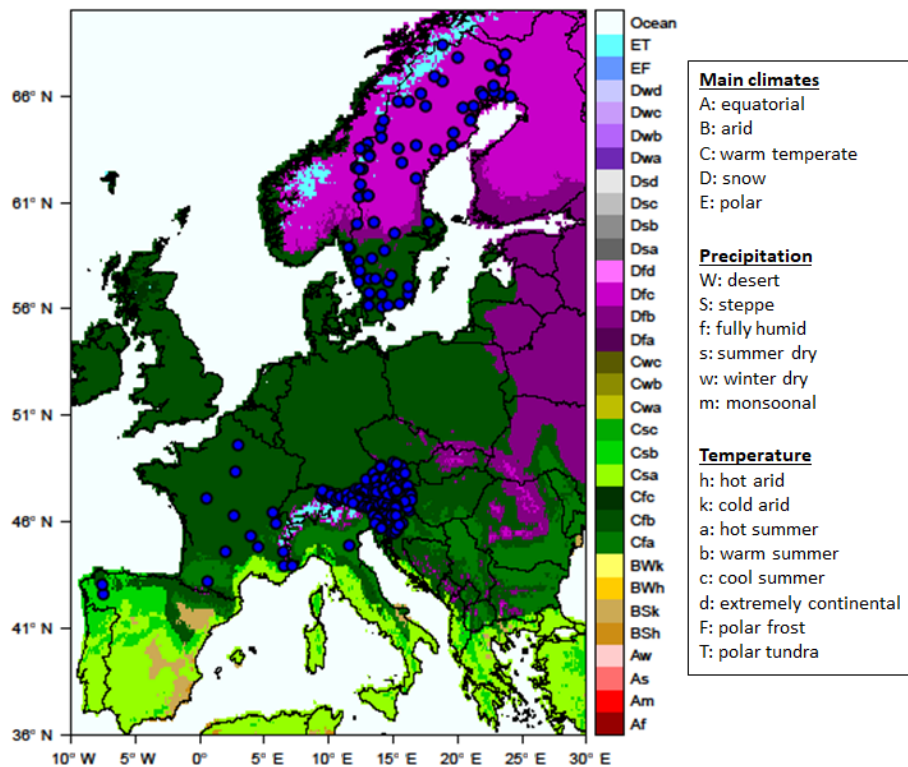 Ocean
ET
EF
Dwd
Dwc
Dwb
Dwa
Dsd
Dsc
Dsb
Dsa
Dfd
Dfc
Dfb
Dfa
Cwc
Cwb
Cwa
Csc
Csb
Csa
Cfc
Cfb
Cfa
BWk
BWh
BSk
BSh
Aw
As
Am
Af
66° N
61° N
56° N
51° N
46° N
41° N
36° N
10° W
5° W
0°
5° E
10° E
15° E
20° E
25° E
30° E
Main climates
A: equatorial
B: arid
C: warm temperate
D: snow
E: polar
Precipitation
W: desert
S: steppe
f: fully humid
s: summer dry
w: winter dry
m: monsoonal
Temperature
h: hot arid
k: cold arid
a: hot summer
b: warm summer
c: cool summer
d: extremely continental
F: polar frost
T: polar tundra